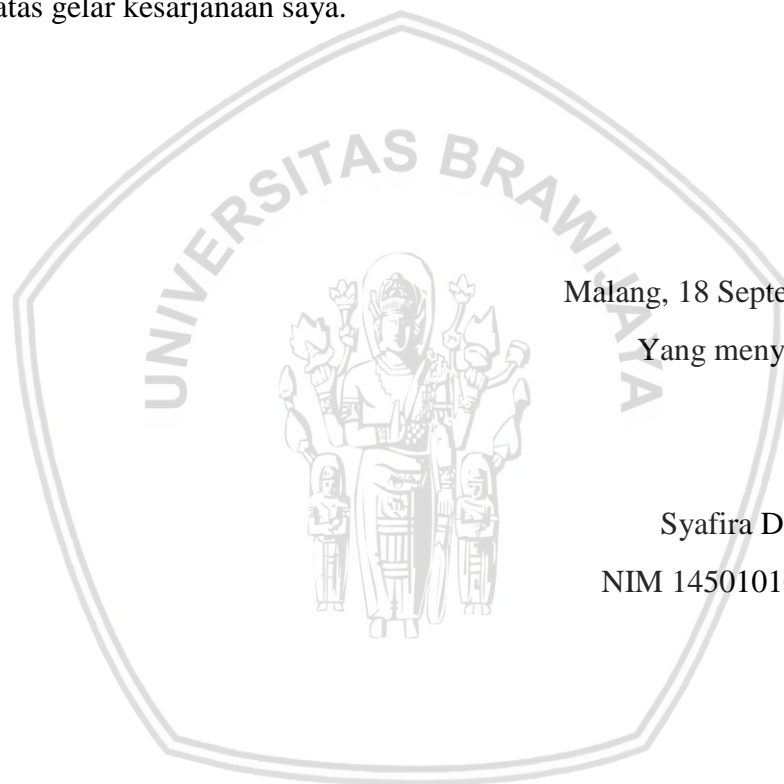 atas gelar kesarjanaan saya.
UNIVERSITAS BRAWIJAYA
Malang, 18 Septe
Yang meny
Syafira D
NIM 1450101